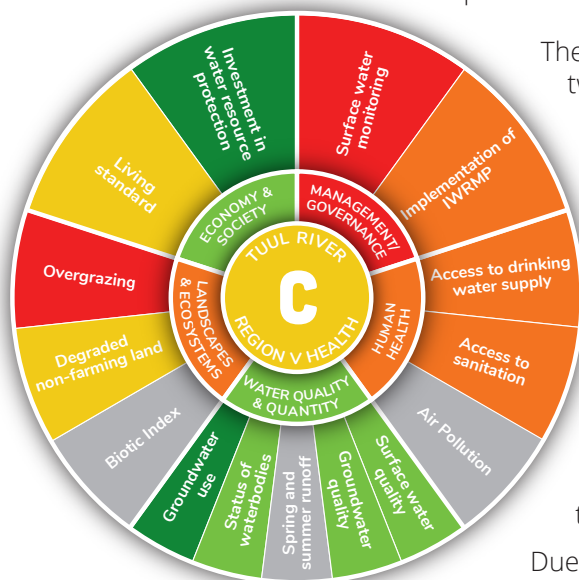 The
tv
Investment in
water resource
protection
Surface water
monitoring
Implementation of
IWRMP
Access to drinking
water supply
Access to
sanitation
Air Pollution
Surface water
quality
Groundwater
quality
Spring and
summer runoff
Status of
waterbodies
Groundwater
use
Biotic Index
Degraded
non-farming land
Overgrazing
Living
standard
ECONOMY &
SOCIETY
MANAGEMENT/
GOVERNANCE
HUMAN
HEALTH
WATER QUALITY
& QUANTITY
LANDSCAPES
& ECOSYSTEMS
TUUL RIVER
C
REGION V HEALTH
t
Due